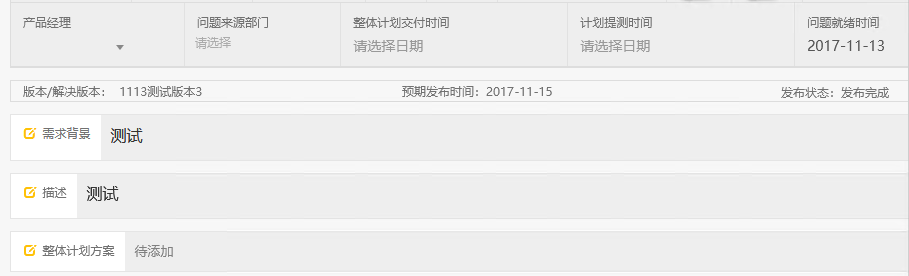 产品经理 问题来源部门 整体计划交付时间 计划提测时间 问题就绪时间
请选择 请选择日期 请选择日期 2017-11-13
版本/解决版本： 1113测试版本3 预期发布时间：2017-11-15 发布状态：发布完成
需求背景 测试
描述 测试
整体计划方案 待添加